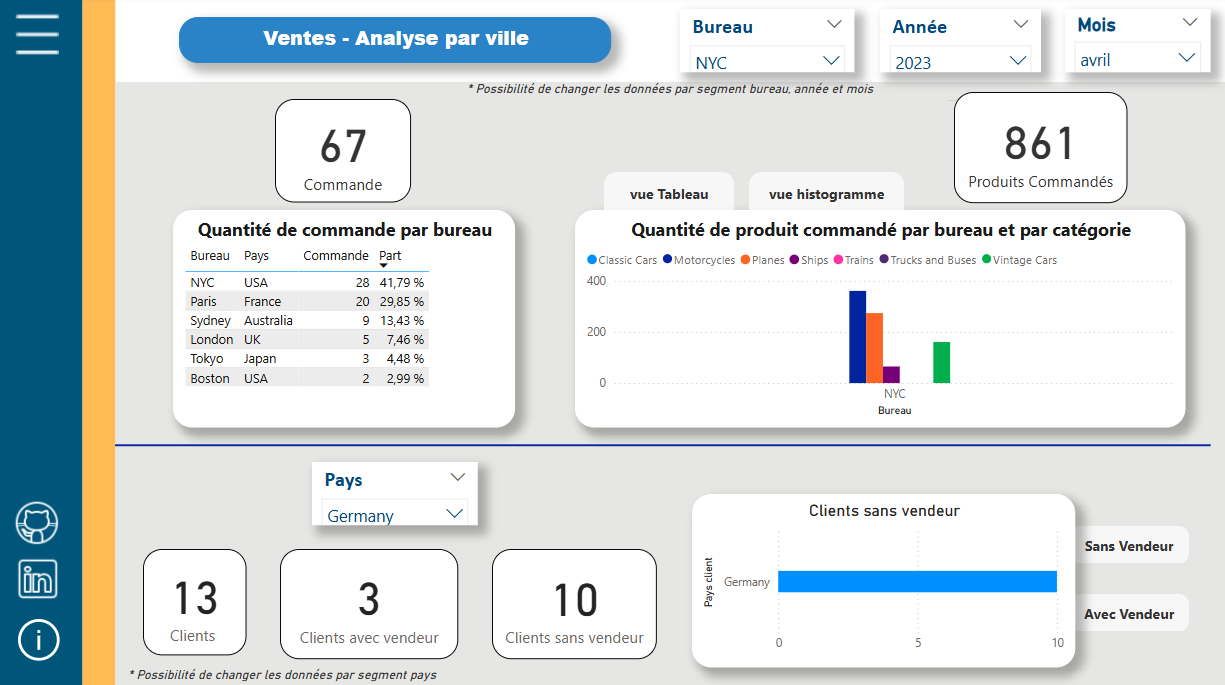 Ventes - Analyse par ville
Bureau
NYC
Année
2023
Mois
avril
* Possibilité de changer les données par segment bureau, année et mois
67
Commande
861
Produits Commandés
vue Tableau
vue histogramme
Quantité de commande par bureau
Bureau Pays Commande Part
NYC USA 28 41,79 %
Paris France 20 29,85 %
Sydney Australia 9 13,43 %
London UK 5 7,46 %
Tokyo Japan 3 4,48 %
Boston USA 2 2,99 %
Quantité de produit commandé par bureau et par catégorie
Classic Cars Motorcycles Planes Ships Trains Trucks and Buses Vintage Cars
400
200
0
NYC
Bureau
Pays
Germany
13
Clients
3
Clients avec vendeur
10
Clients sans vendeur
* Possibilité de changer les données par segment pays
Clients sans vendeur
Pays client
Germany
0 5 10
Sans Vendeur
Avec Vendeur
in
i